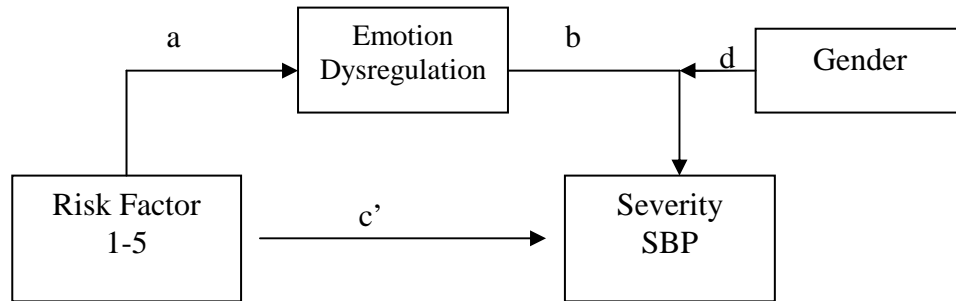 a
Emotion
Dysregulation
b
d
Gender
Risk Factor
1-5
c’
Severity
SBP